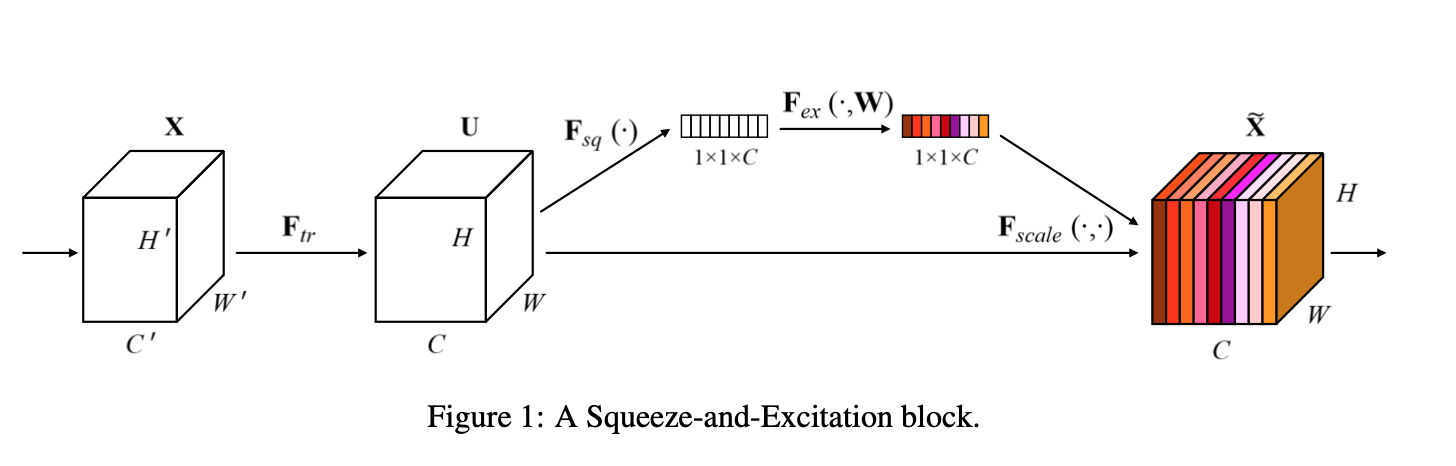 X
H′
W′
C′
F_tr
U
H
W
C
F_sq (·)
1×1×C
F_ex (·,W)
1×1×C
F_scale (·,·)
X̃
H
W
C
Figure 1: A Squeeze-and-Excitation block.